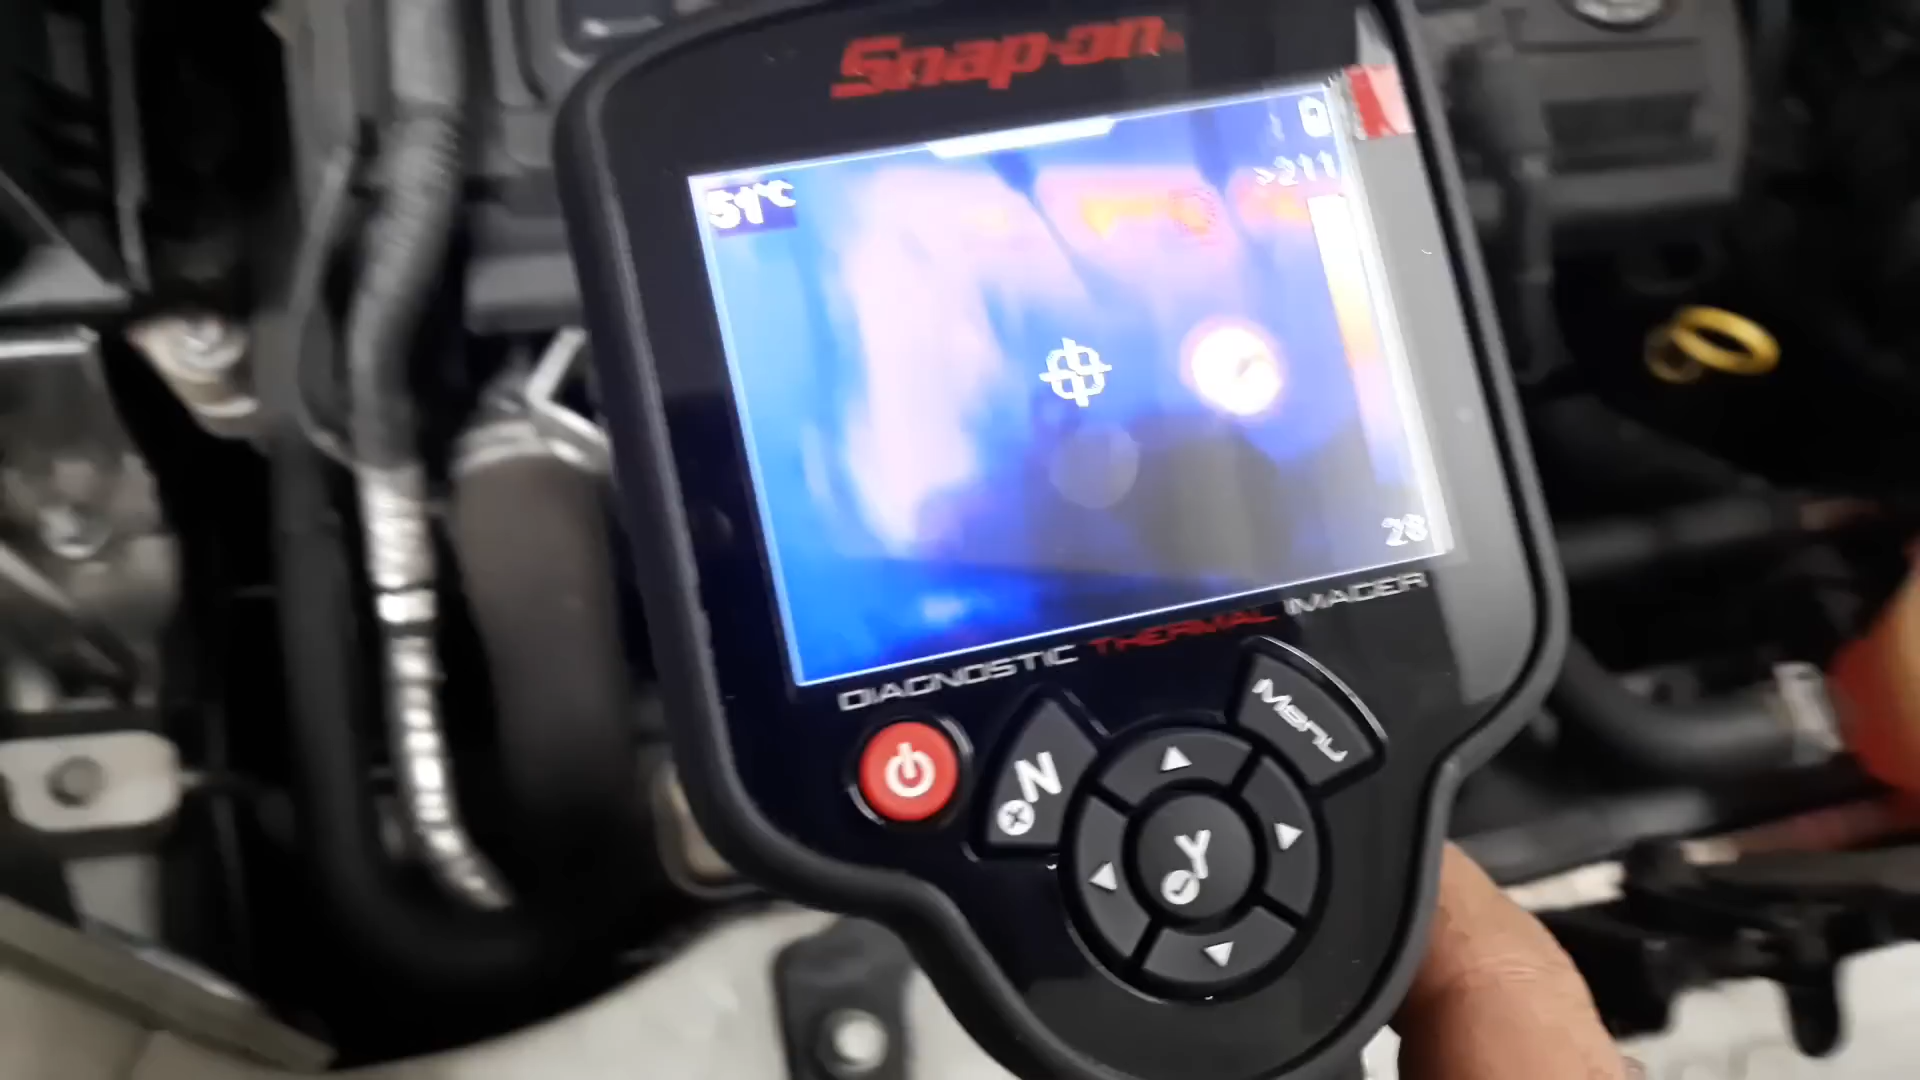 Snap-on
51°C
>211
28
DIAGNOSTIC THERMAL IMAGER
N
Menu
Y